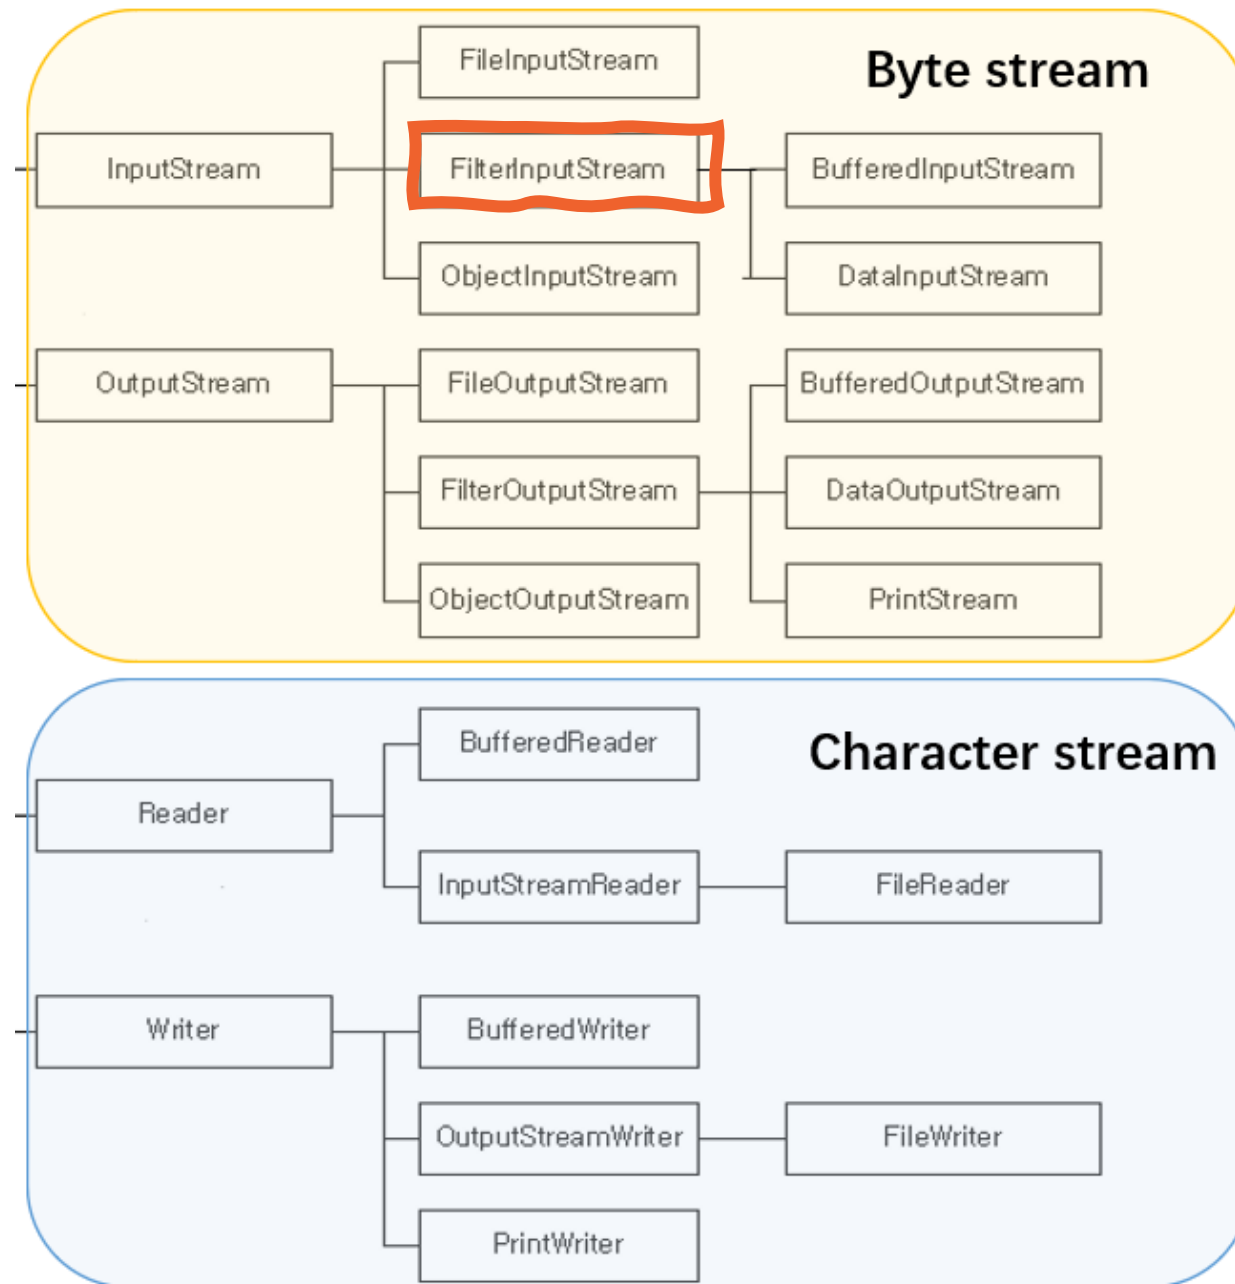 Byte stream
FileInputStream
InputStream
FilterInputStream
BufferedInputStream
ObjectInputStream
DataInputStream
OutputStream
FileOutputStream
BufferedOutputStream
FilterOutputStream
DataOutputStream
ObjectOutputStream
PrintStream
Character stream
BufferedReader
Reader
InputStreamReader
FileReader
Writer
BufferedWriter
OutputStreamWriter
FileWriter
PrintWriter